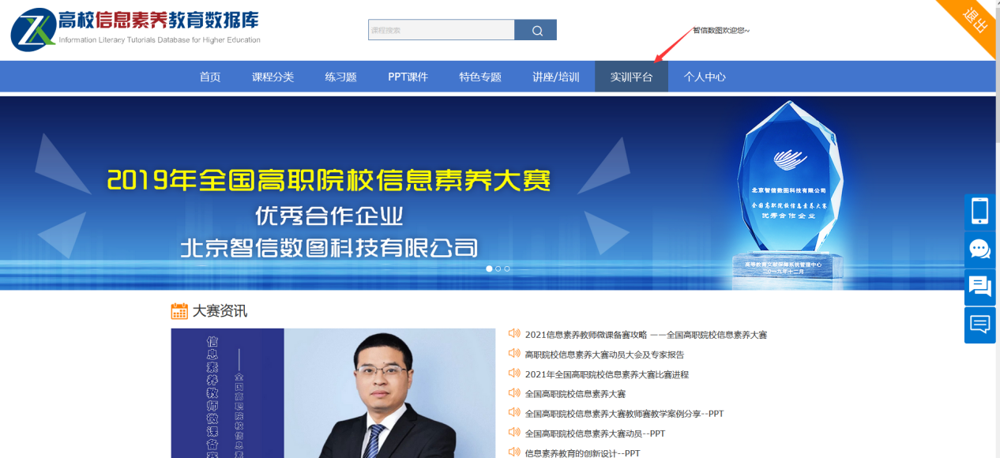 高校信息素养教育数据库
Information Literacy Tutorials Database for Higher Education
课程搜索
智信数图欢迎您~
退出
首页 课程分类 练习题 PPT课件 特色专题 讲座/培训 实训平台 个人中心
2019年全国高职院校信息素养大赛
优秀合作企业
北京智信数图科技有限公司
北京智信数图科技有限公司
全国高职院校信息素养大赛
优秀合作企业
高等教育文献保障系统管理中心
二〇一九年十二月
大赛资讯
信息素养教师微课备赛
——全国高职院校信息素
2021信息素养教师微课备赛攻略 ——全国高职院校信息素养大赛
高职院校信息素养大赛动员大会及专家报告
2021年全国高职院校信息素养大赛比赛进程
全国高职院校信息素养大赛
全国高职院校信息素养大赛教师赛教学案例分享--PPT
全国高职院校信息素养大赛动员--PPT
信息素养教育的创新设计--PPT